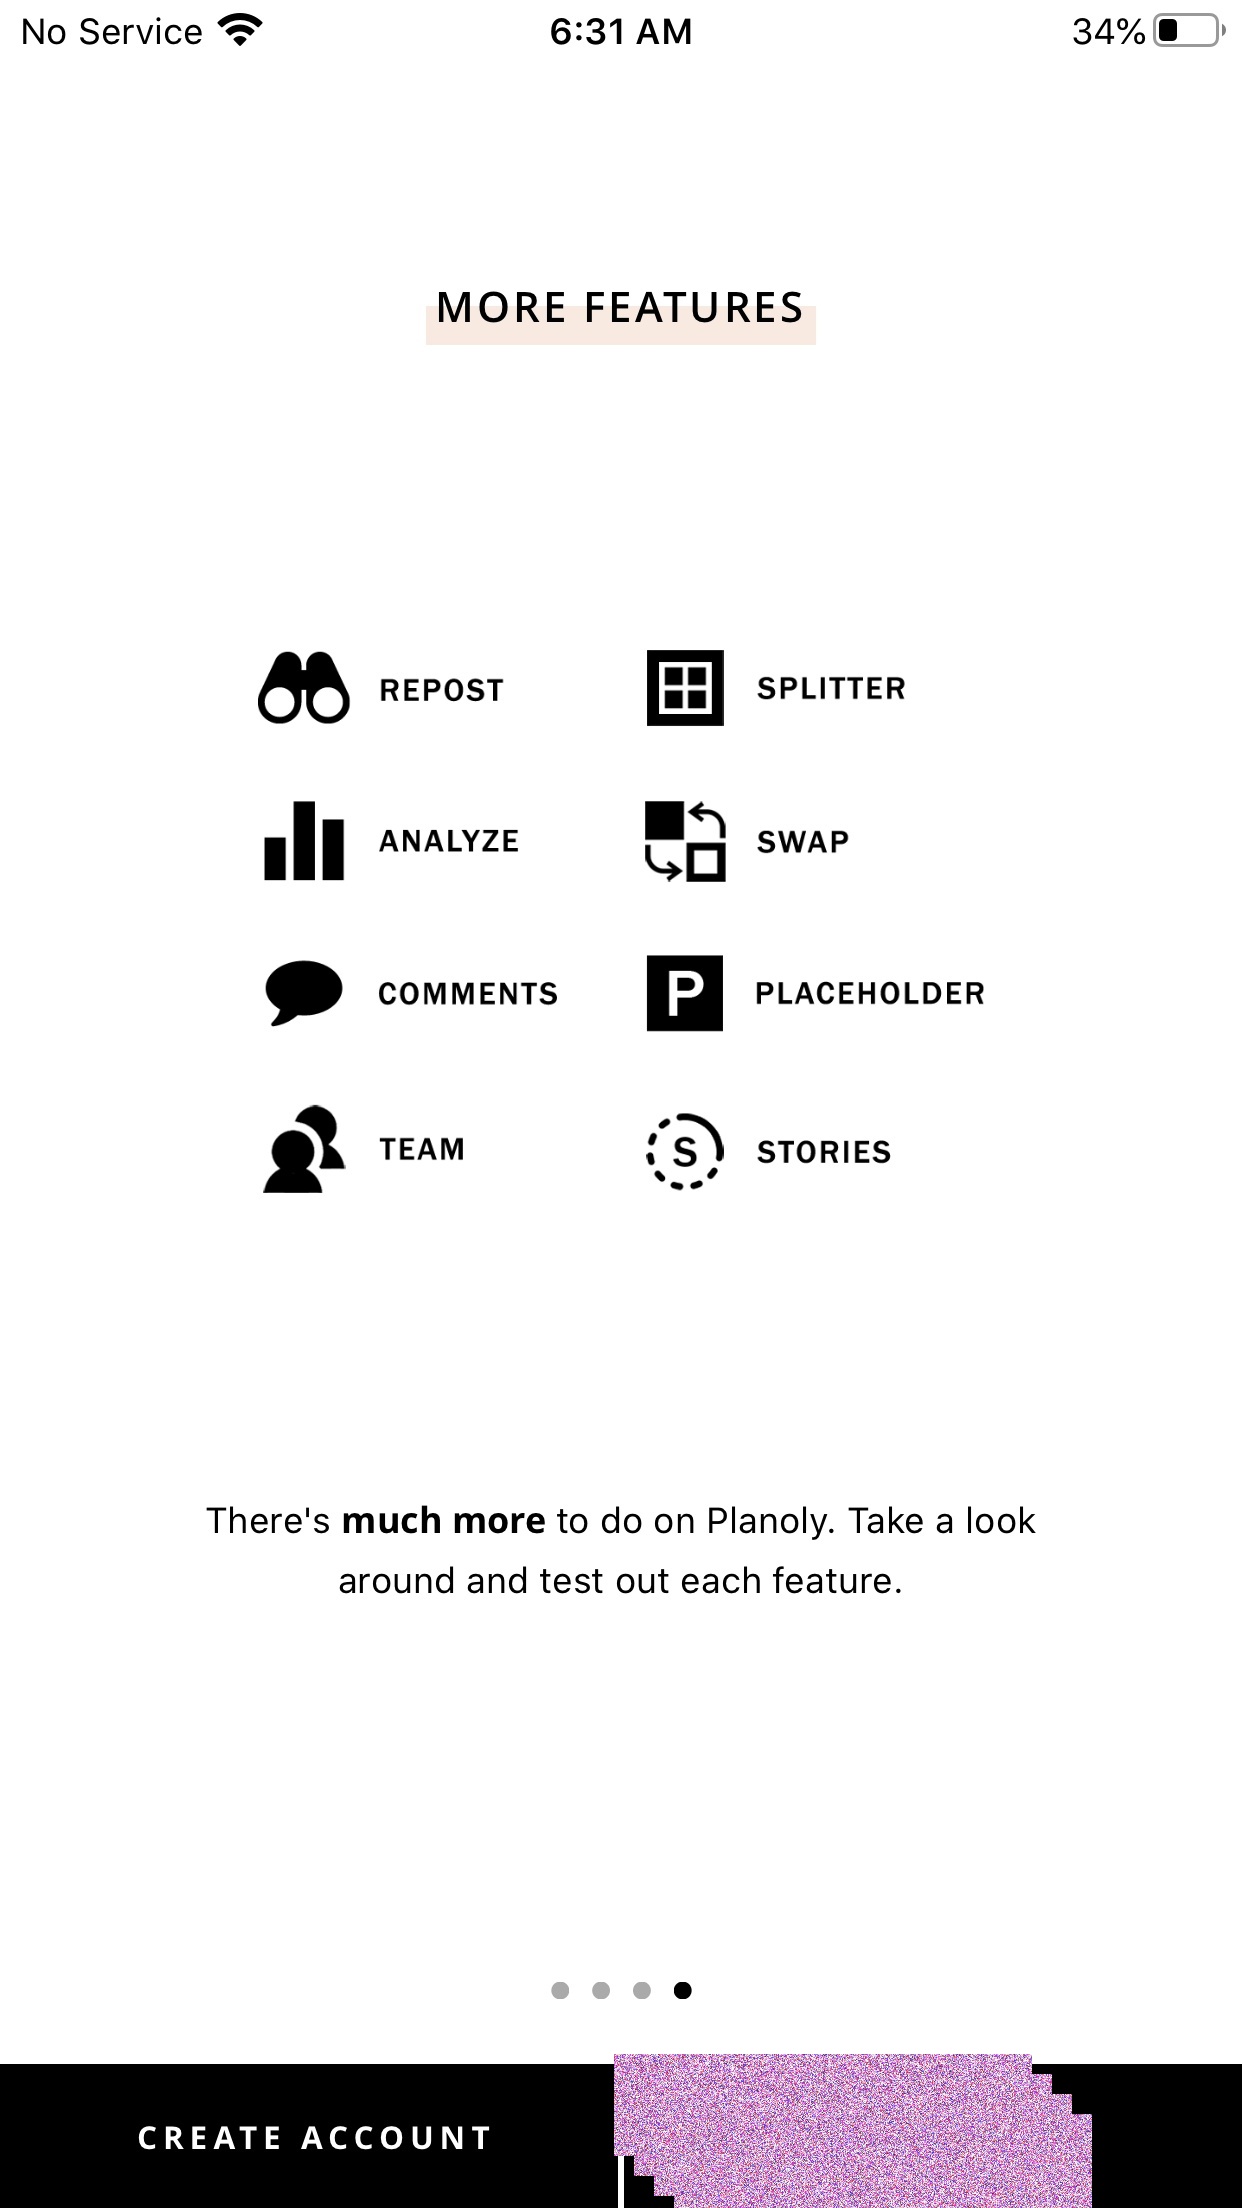 No Service 6:31 AM 34%
MORE FEATURES
REPOST SPLITTER
ANALYZE SWAP
COMMENTS P PLACEHOLDER
TEAM S STORIES
There's much more to do on Planoly. Take a look
around and test out each feature.
CREATE ACCOUNT